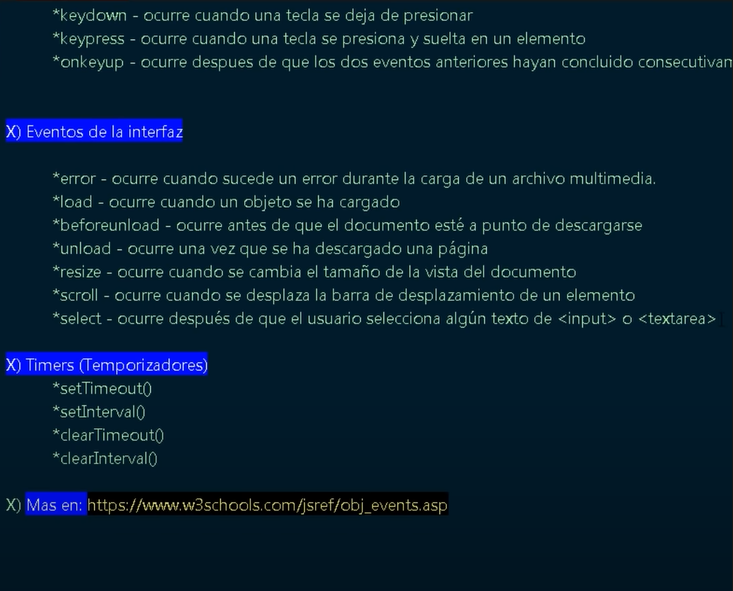 *keydown - ocurre cuando una tecla se deja de presionar
*keypress - ocurre cuando una tecla se presiona y suelta en un elemento
*onkeyup - ocurre despues de que los dos eventos anteriores hayan concluido consecutivam
X) Eventos de la interfaz
*error - ocurre cuando sucede un error durante la carga de un archivo multimedia.
*load - ocurre cuando un objeto se ha cargado
*beforeunload - ocurre antes de que el documento esté a punto de descargarse
*unload - ocurre una vez que se ha descargado una página
*resize - ocurre cuando se cambia el tamaño de la vista del documento
*scroll - ocurre cuando se desplaza la barra de desplazamiento de un elemento
*select - ocurre después de que el usuario selecciona algún texto de <input> o <textarea>
X) Timers (Temporizadores)
*setTimeout()
*setInterval()
*clearTimeout()
*clearInterval()
X) Mas en: https://www.w3schools.com/jsref/obj_events.asp